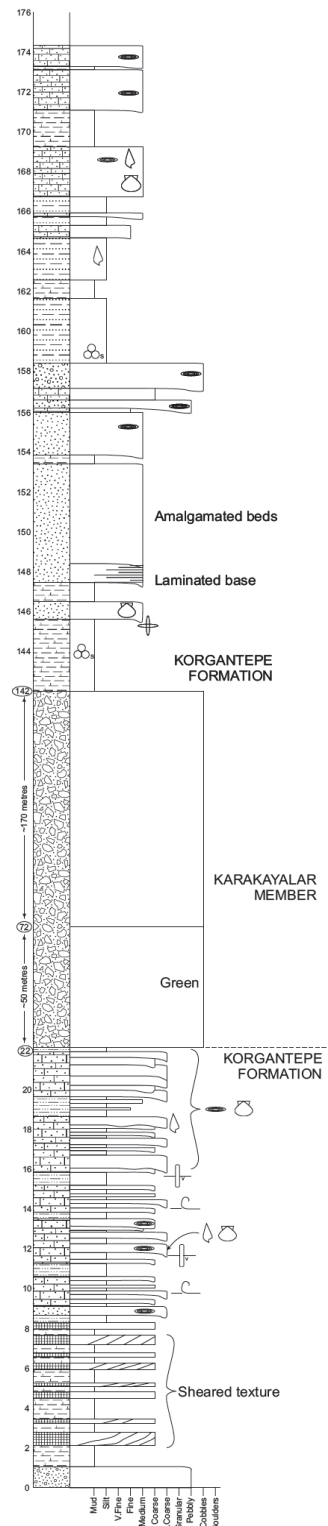 176
174
172
170
168
166
164
162
160
s
158
156
154
152
Amalgamated beds
150
148
Laminated base
146
144
s
KORGANTEPE
FORMATION
142
~170 metres
KARAKAYALAR
MEMBER
72
~50 metres
Green
22
KORGANTEPE
FORMATION
20
18
16
v
14
12
v
10
8
6
Sheared texture
4
2
0
Mud
Silt
V.Fine
Fine
Medium
Coarse
Coarse
Granular
Pebbly
Cobbles
Boulders